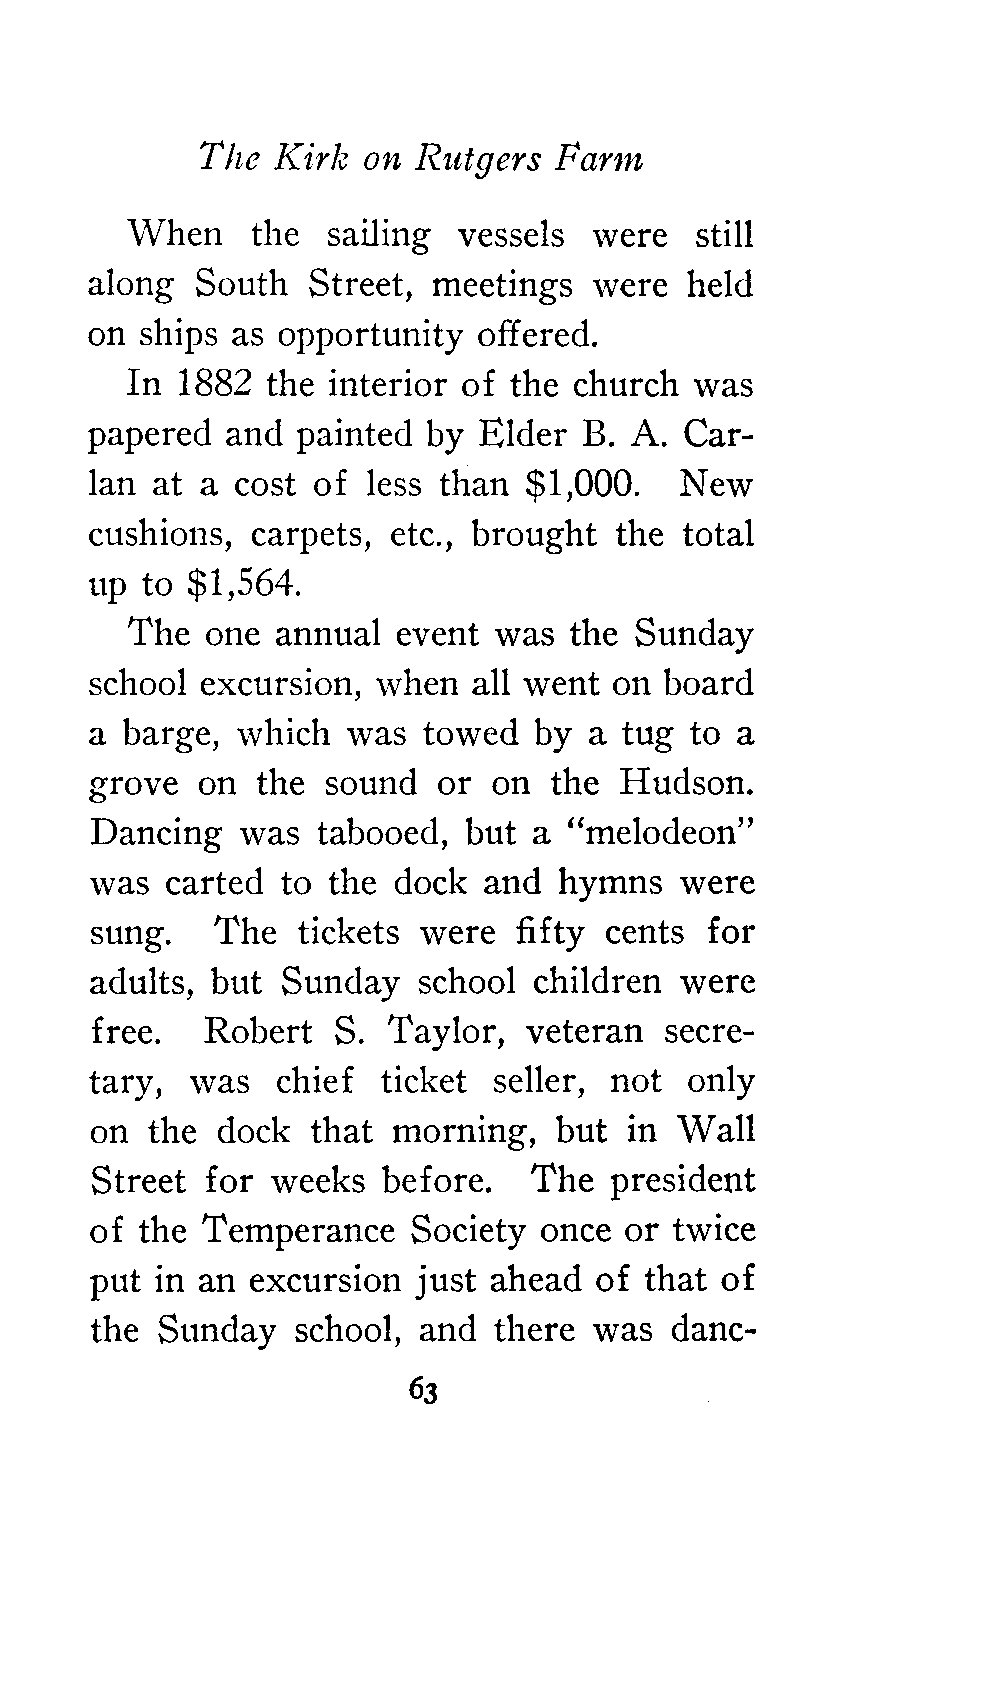 The Kirk on Rutgers Farm
When the sailing vessels were still
along South Street, meetings were held
on ships as opportunity offered.
In 1882 the interior of the church was
papered and painted by Elder B. A. Car-
lan at a cost of less than $1,000. New
cushions, carpets, etc., brought the total
up to $1,564.
The one annual event was the Sunday
school excursion, when all went on board
a barge, which was towed by a tug to a
grove on the sound or on the Hudson.
Dancing was tabooed, but a “melodeon”
was carted to the dock and hymns were
sung. The tickets were fifty cents for
adults, but Sunday school children were
free. Robert S. Taylor, veteran secre-
tary, was chief ticket seller, not only
on the dock that morning, but in Wall
Street for weeks before. The president
of the Temperance Society once or twice
put in an excursion just ahead of that of
the Sunday school, and there was danc-
63